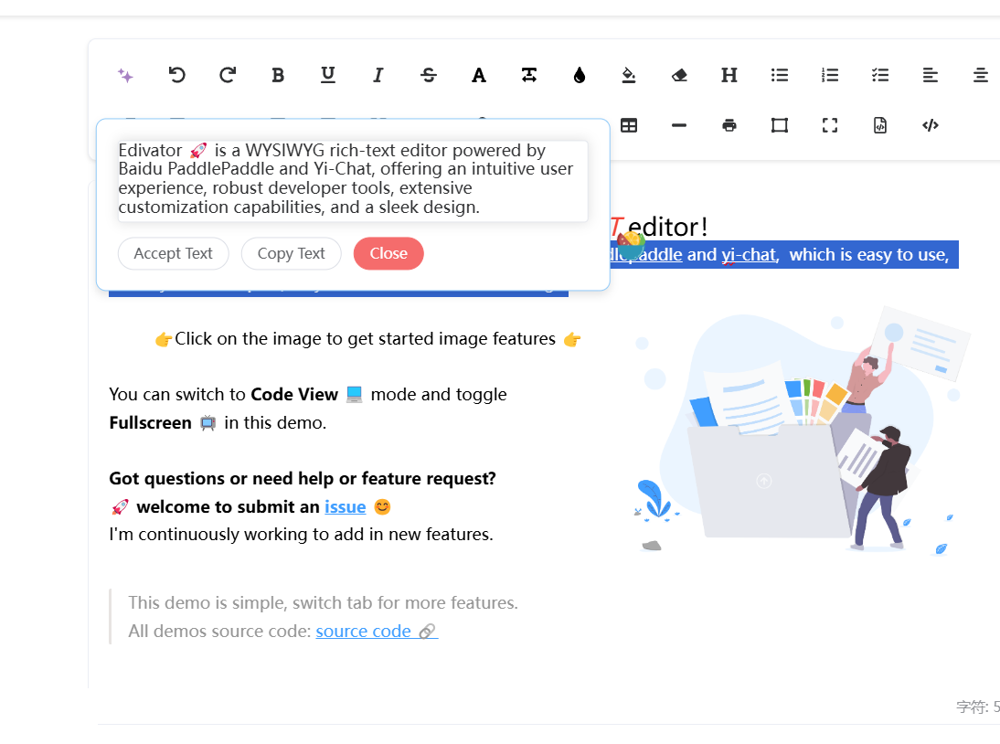 Edivator 🚀 is a WYSIWYG rich-text editor powered by
Baidu PaddlePaddle and Yi-Chat, offering an intuitive user
experience, robust developer tools, extensive
customization capabilities, and a sleek design.
Accept Text Copy Text Close
T editor!
and yi-chat, which is easy to use,
👉Click on the image to get started image features 👉
You can switch to Code View 💻 mode and toggle
Fullscreen 📺 in this demo.
Got questions or need help or feature request?
🚀 welcome to submit an issue 😊
I'm continuously working to add in new features.
This demo is simple, switch tab for more features.
All demos source code: source code 🔗
字符: 5